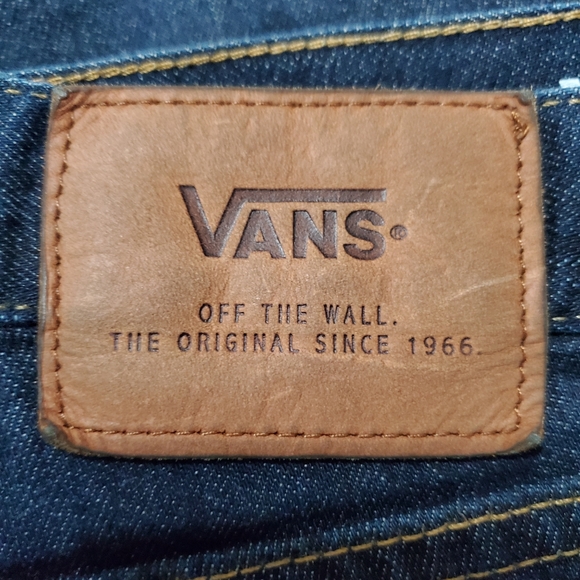 VANS®
OFF THE WALL.
THE ORIGINAL SINCE 1966.